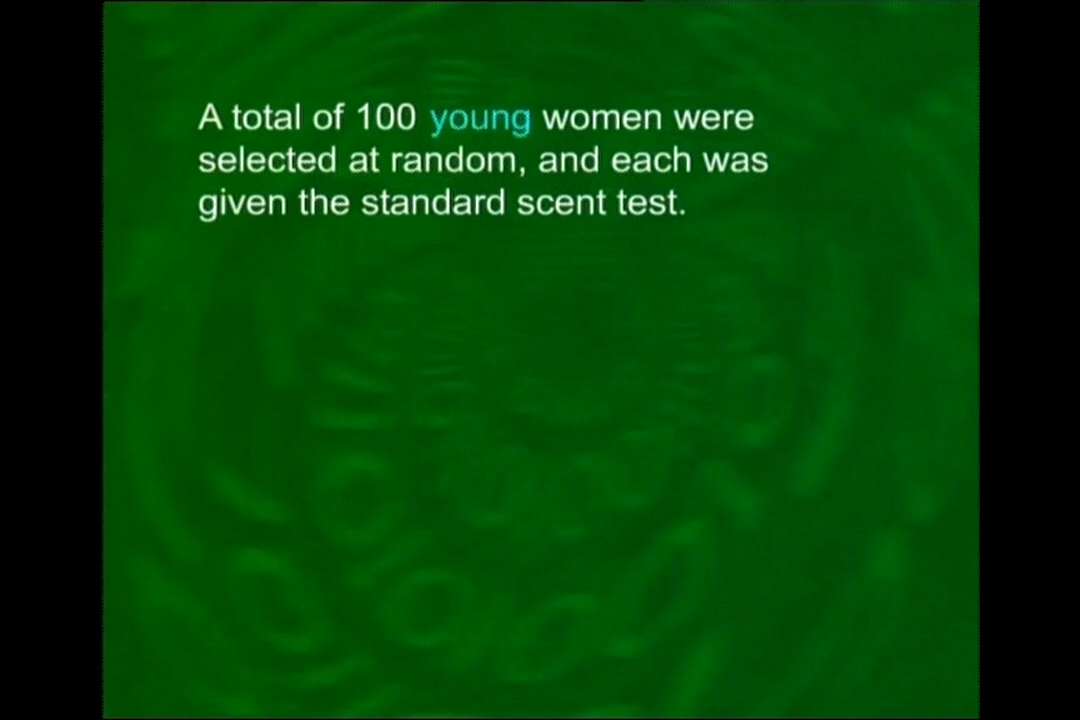 A total of 100 young women were
selected at random, and each was
given the standard scent test.